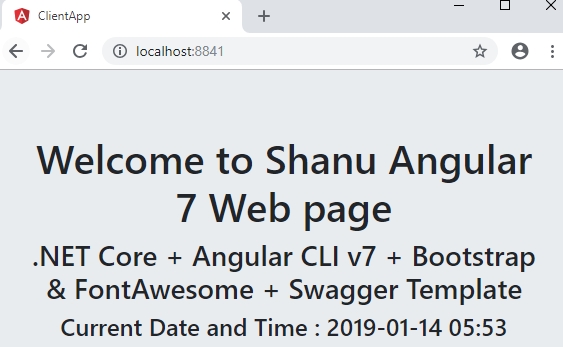 ClientApp
localhost:8841
Welcome to Shanu Angular
7 Web page
.NET Core + Angular CLI v7 + Bootstrap
& FontAwesome + Swagger Template
Current Date and Time : 2019-01-14 05:53